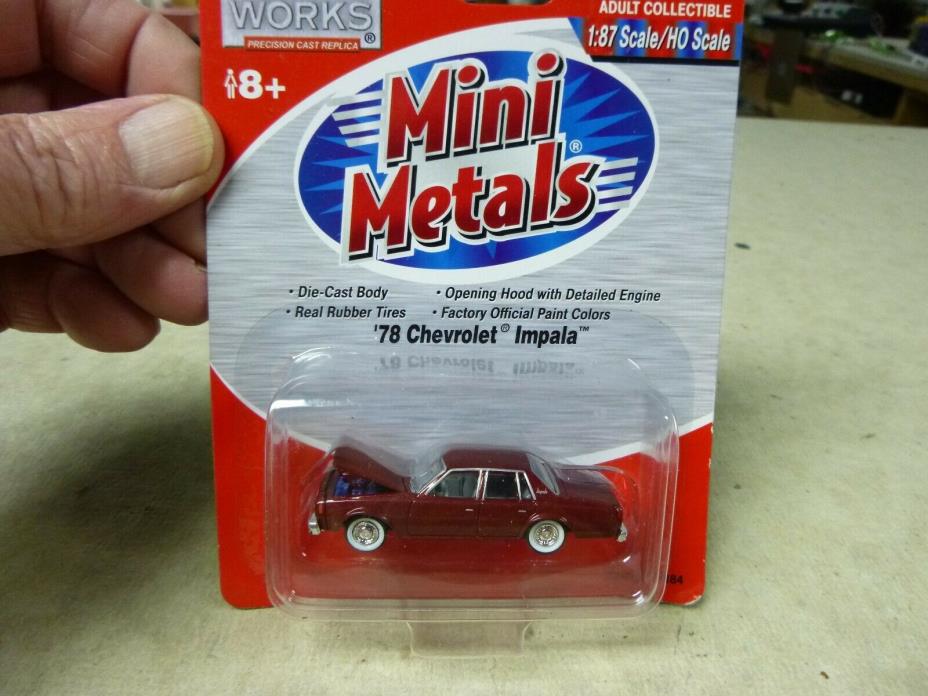 WORKS
PRECISION CAST REPLICA ®
ADULT COLLECTIBLE
1:87 Scale/HO Scale
8+
Mini
Metals®
• Die-Cast Body • Opening Hood with Detailed Engine
• Real Rubber Tires • Factory Official Paint Colors
'78 Chevrolet® Impala™